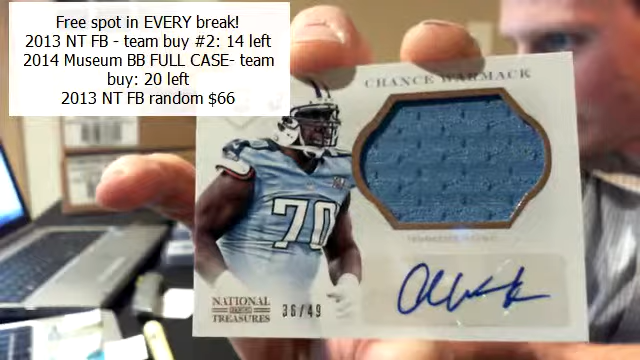 Free spot in EVERY break!
2013 NT FB - team buy #2: 14 left
2014 Museum BB FULL CASE- team
buy: 20 left
2013 NT FB random $66
CHANCE WARMACK
70
NATIONAL
TREASURES
36/49